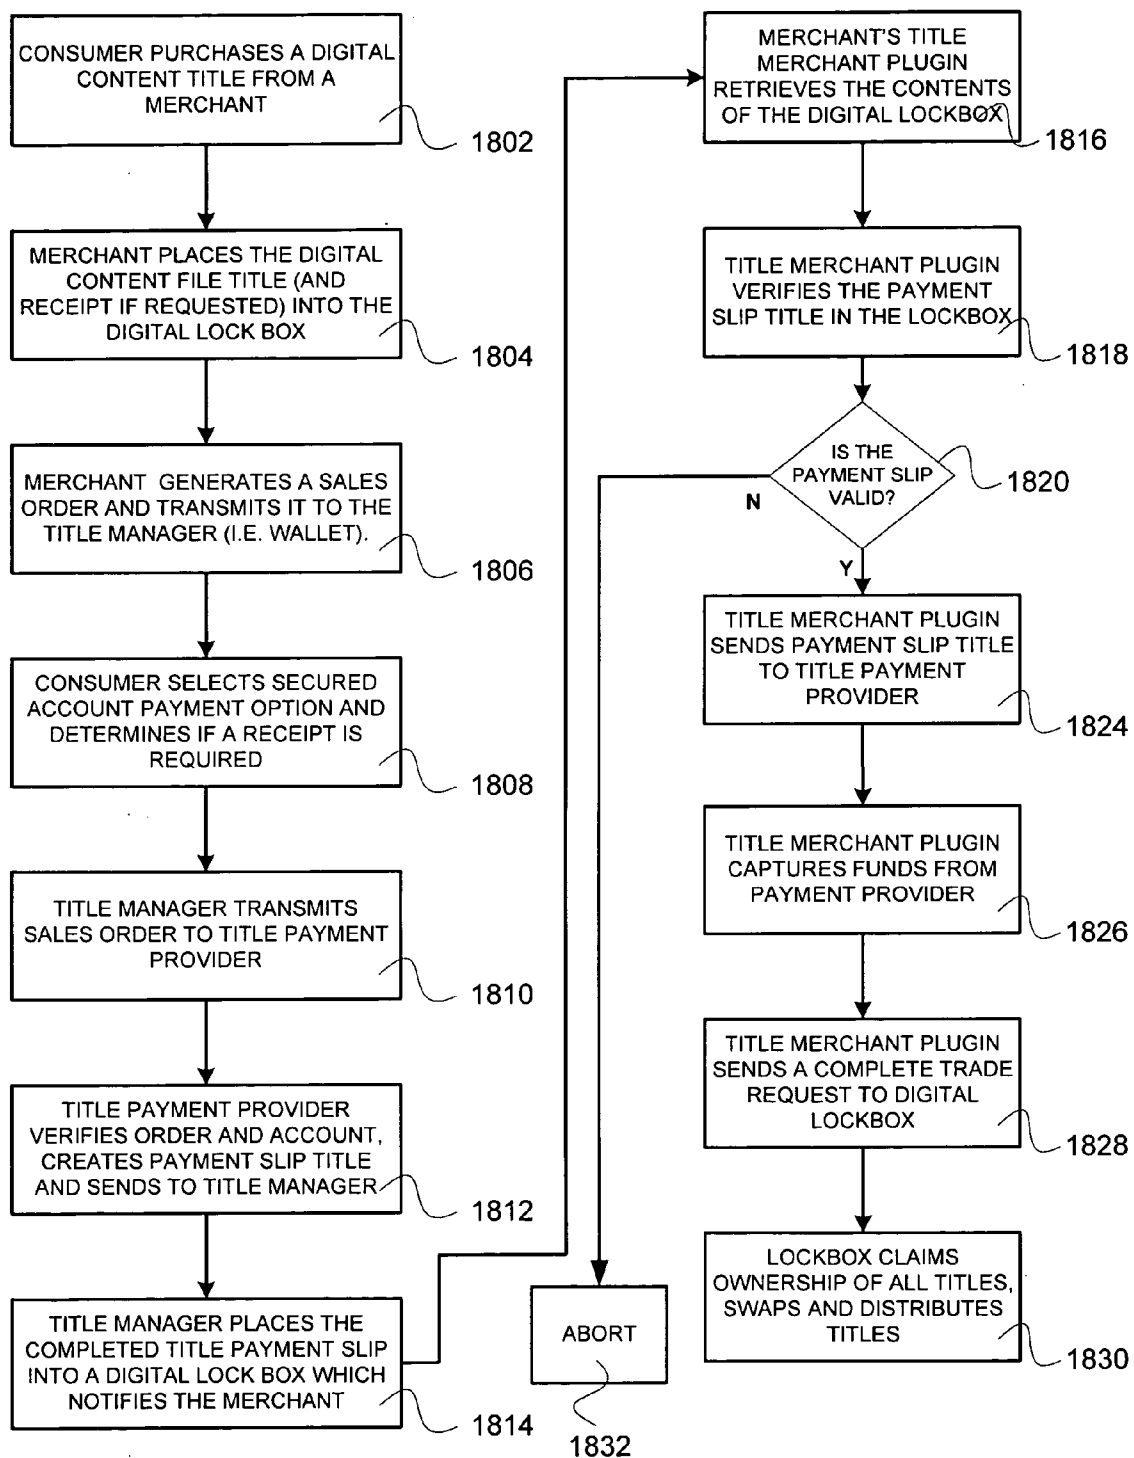 CONSUMER PURCHASES A DIGITAL
CONTENT TITLE FROM A
MERCHANT
1802
MERCHANT PLACES THE DIGITAL
CONTENT FILE TITLE (AND
RECEIPT IF REQUESTED) INTO THE
DIGITAL LOCK BOX
1804
MERCHANT GENERATES A SALES
ORDER AND TRANSMITS IT TO THE
TITLE MANAGER (I.E. WALLET).
1806
CONSUMER SELECTS SECURED
ACCOUNT PAYMENT OPTION AND
DETERMINES IF A RECEIPT IS
REQUIRED
1808
TITLE MANAGER TRANSMITS
SALES ORDER TO TITLE PAYMENT
PROVIDER
1810
TITLE PAYMENT PROVIDER
VERIFIES ORDER AND ACCOUNT,
CREATES PAYMENT SLIP TITLE
AND SENDS TO TITLE MANAGER
1812
TITLE MANAGER PLACES THE
COMPLETED TITLE PAYMENT SLIP
INTO A DIGITAL LOCK BOX WHICH
NOTIFIES THE MERCHANT
1814
MERCHANT'S TITLE
MERCHANT PLUGIN
RETRIEVES THE CONTENTS
OF THE DIGITAL LOCKBOX
1816
TITLE MERCHANT PLUGIN
VERIFIES THE PAYMENT
SLIP TITLE IN THE LOCKBOX
1818
IS THE
PAYMENT SLIP
VALID?
1820
N
Y
TITLE MERCHANT PLUGIN
SENDS PAYMENT SLIP TITLE
TO TITLE PAYMENT
PROVIDER
1824
TITLE MERCHANT PLUGIN
CAPTURES FUNDS FROM
PAYMENT PROVIDER
1826
TITLE MERCHANT PLUGIN
SENDS A COMPLETE TRADE
REQUEST TO DIGITAL
LOCKBOX
1828
LOCKBOX CLAIMS
OWNERSHIP OF ALL TITLES,
SWAPS AND DISTRIBUTES
TITLES
1830
ABORT
1832